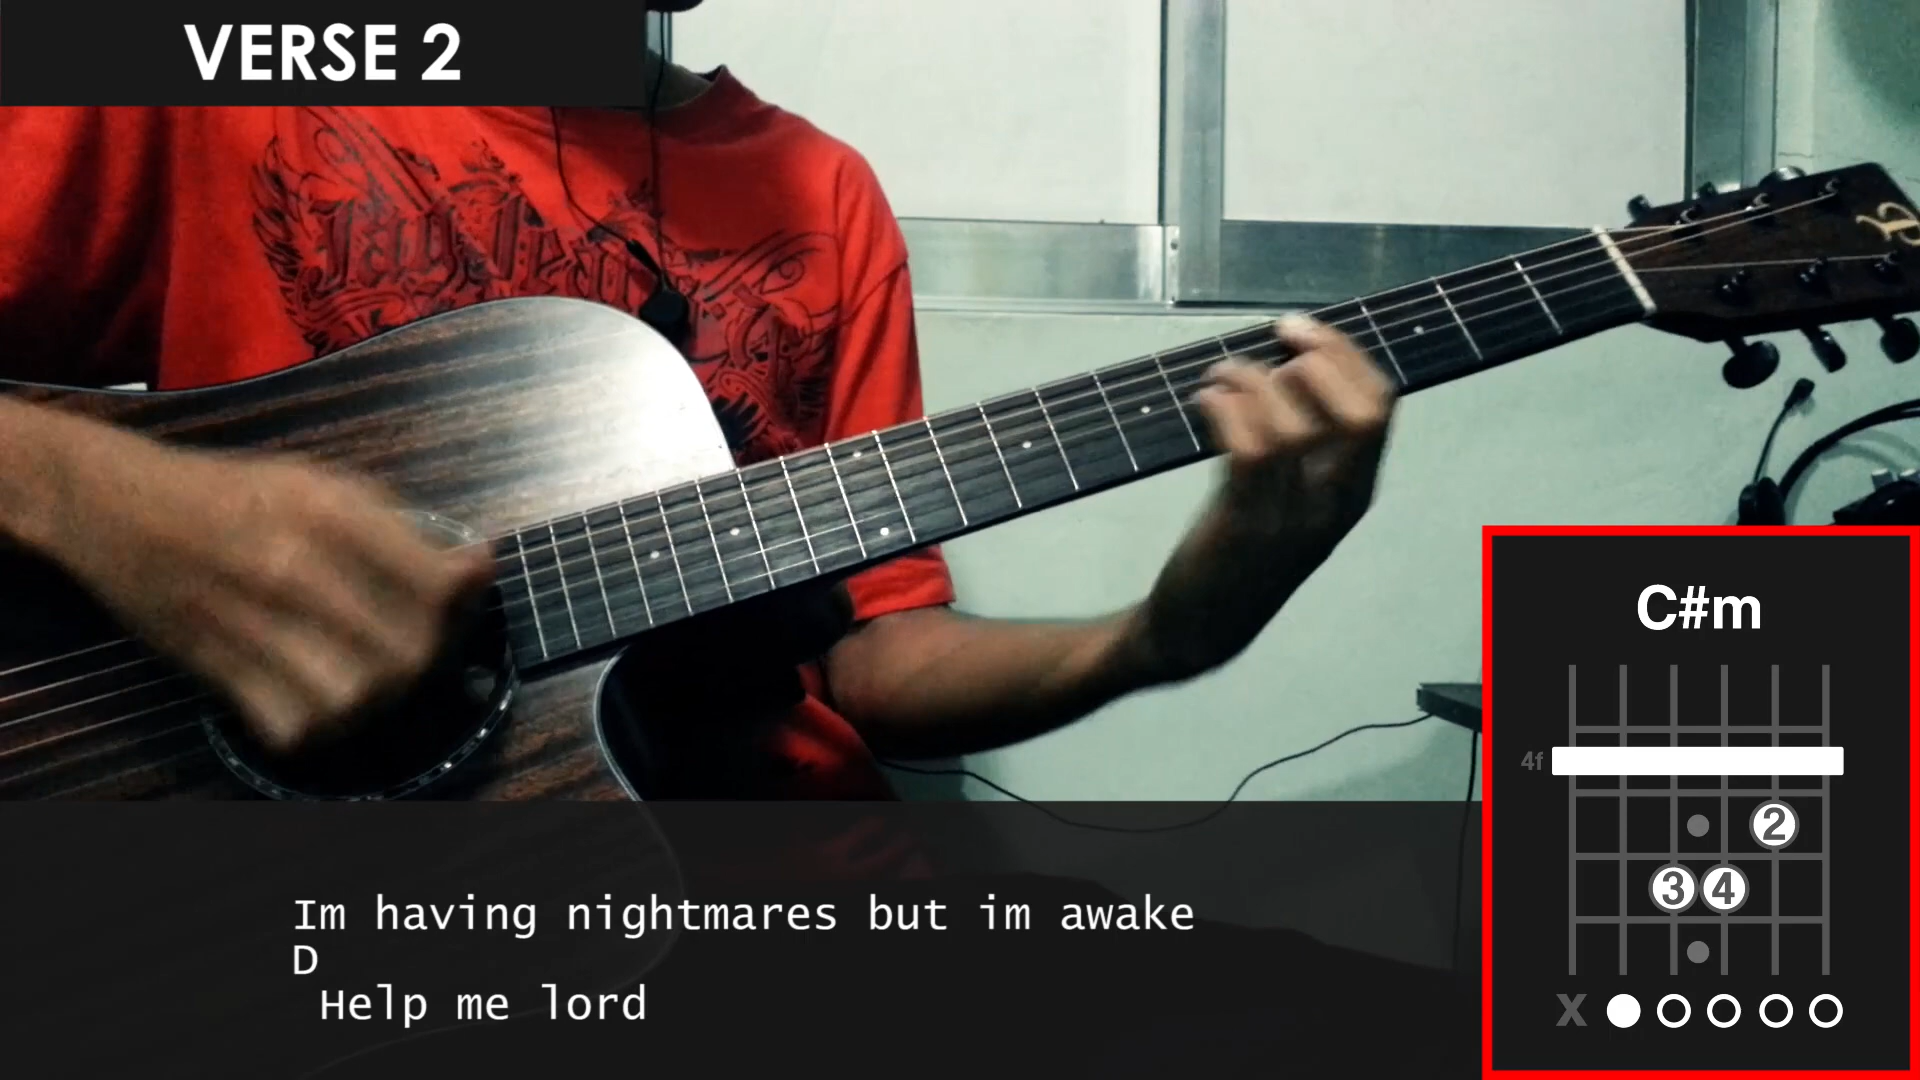 VERSE 2
C#m
4f
2
3 4
X
Im having nightmares but im awake
D
Help me lord